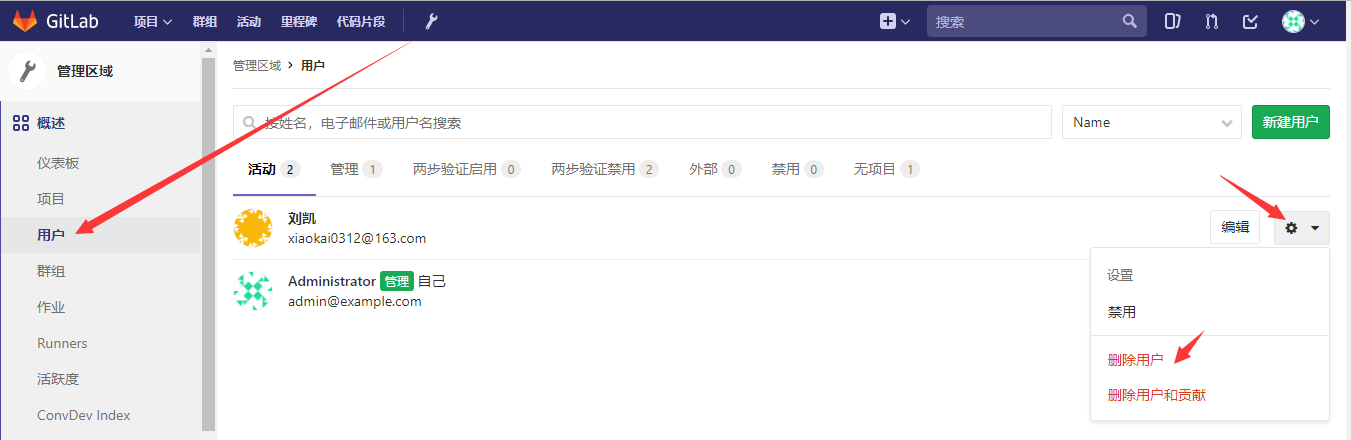 GitLab 项目 群组 活动 里程碑 代码片段 搜索
管理区域
概述
仪表板
项目
用户
群组
作业
Runners
活跃度
ConvDev Index
管理区域 > 用户
按姓名，电子邮件或用户名搜索 Name 新建用户
活动 2 管理 1 两步验证启用 0 两步验证禁用 2 外部 0 禁用 0 无项目 1
刘凯
xiaokai0312@163.com
编辑
Administrator 管理 自己
admin@example.com
设置
禁用
删除用户
删除用户和贡献